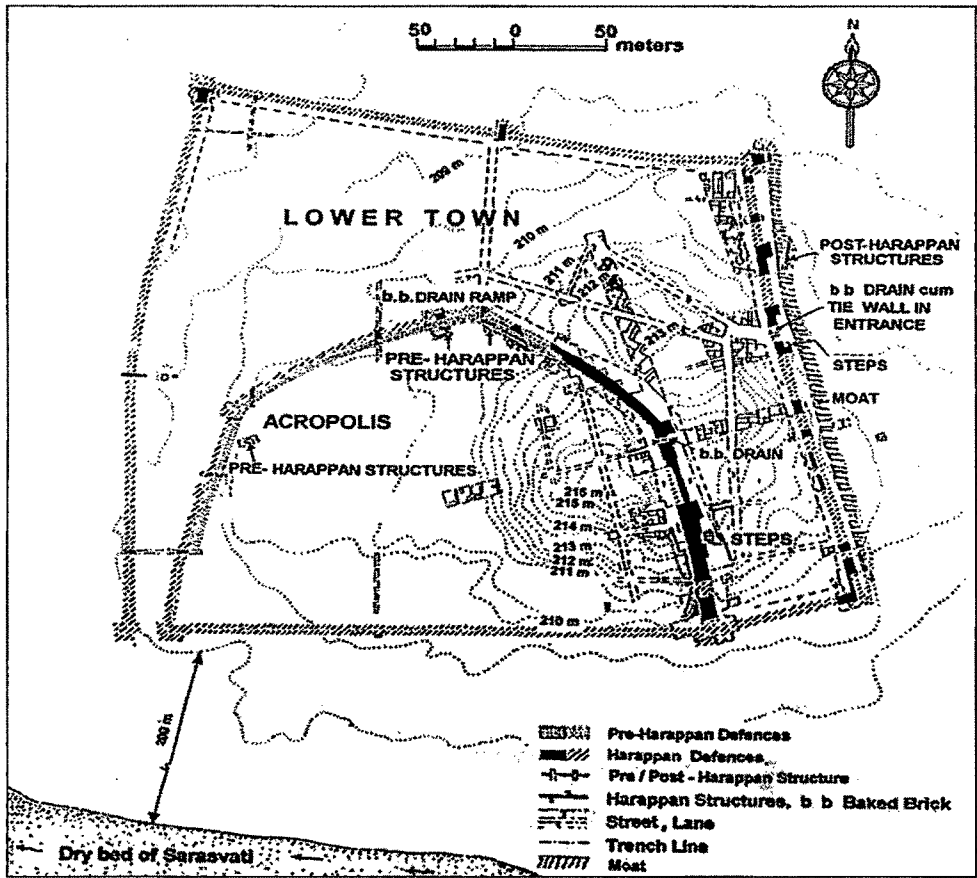 50 0 50
meters
N
209 m
LOWER TOWN
210 m
211 m
212 m
213 m
POST-HARAPPAN
STRUCTURES
b b DRAIN cum
TIE WALL IN
ENTRANCE
STEPS
MOAT
b.b. DRAIN RAMP
PRE-HARAPPAN
STRUCTURES
ACROPOLIS
PRE-HARAPPAN STRUCTURES.
b.b. DRAIN
216 m
215 m
214 m
213 m
212 m
211 m
STEPS
210 m
200 m
Pre-Harappan Defences
Harappan Defences
Pre / Post - Harappan Structure
Harappan Structures, b b Baked Brick
Street, Lane
Trench Line
Moat
Dry bed of Sarasvati